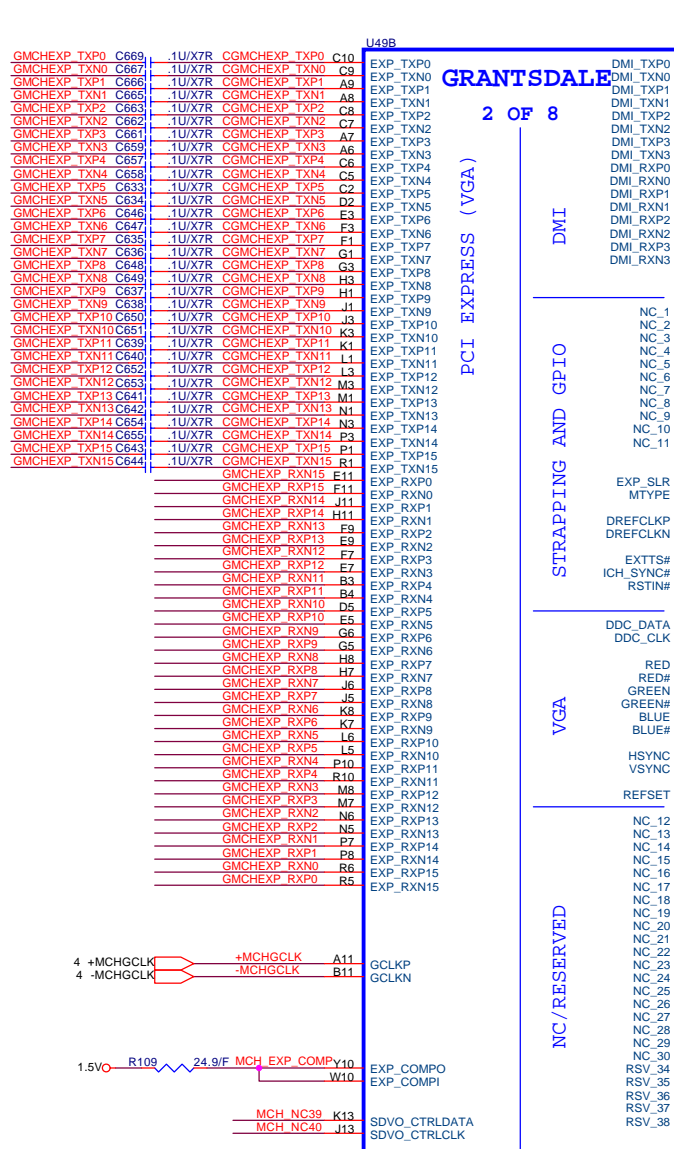 U49B
GRANTSDALE
2 OF 8
GMCHEXP_TXP0 C669 .1U/X7R CGMCHEXP_TXP0 C10 EXP_TXP0 DMI_TXP0
GMCHEXP_TXN0 C667 .1U/X7R CGMCHEXP_TXN0 C9 EXP_TXN0 DMI_TXN0
GMCHEXP_TXP1 C666 .1U/X7R CGMCHEXP_TXP1 A9 EXP_TXP1 DMI_TXP1
GMCHEXP_TXN1 C665 .1U/X7R CGMCHEXP_TXN1 A8 EXP_TXN1 DMI_TXN1
GMCHEXP_TXP2 C663 .1U/X7R CGMCHEXP_TXP2 C8 EXP_TXP2 DMI_TXP2
GMCHEXP_TXN2 C662 .1U/X7R CGMCHEXP_TXN2 C7 EXP_TXN2 DMI_TXN2
GMCHEXP_TXP3 C661 .1U/X7R CGMCHEXP_TXP3 A7 EXP_TXP3 DMI_TXP3
GMCHEXP_TXN3 C659 .1U/X7R CGMCHEXP_TXN3 A6 EXP_TXN3 DMI_TXN3
GMCHEXP_TXP4 C657 .1U/X7R CGMCHEXP_TXP4 C6 EXP_TXP4 DMI_RXP0
GMCHEXP_TXN4 C658 .1U/X7R CGMCHEXP_TXN4 C5 EXP_TXN4 DMI_RXN0
GMCHEXP_TXP5 C633 .1U/X7R CGMCHEXP_TXP5 C2 EXP_TXP5 DMI_RXP1
GMCHEXP_TXN5 C634 .1U/X7R CGMCHEXP_TXN5 D2 EXP_TXN5 DMI_RXN1
GMCHEXP_TXP6 C646 .1U/X7R CGMCHEXP_TXP6 E3 EXP_TXP6 DMI_RXP2
GMCHEXP_TXN6 C647 .1U/X7R CGMCHEXP_TXN6 F3 EXP_TXN6 DMI_RXN2
GMCHEXP_TXP7 C635 .1U/X7R CGMCHEXP_TXP7 F1 EXP_TXP7 DMI_RXP3
GMCHEXP_TXN7 C636 .1U/X7R CGMCHEXP_TXN7 G1 EXP_TXN7 DMI_RXN3
GMCHEXP_TXP8 C648 .1U/X7R CGMCHEXP_TXP8 G3 EXP_TXP8
GMCHEXP_TXN8 C649 .1U/X7R CGMCHEXP_TXN8 H3 EXP_TXN8
GMCHEXP_TXP9 C637 .1U/X7R CGMCHEXP_TXP9 H1 EXP_TXP9
GMCHEXP_TXN9 C638 .1U/X7R CGMCHEXP_TXN9 J1 EXP_TXN9 NC_1
GMCHEXP_TXP10 C650 .1U/X7R CGMCHEXP_TXP10 J3 EXP_TXP10 NC_2
GMCHEXP_TXN10 C651 .1U/X7R CGMCHEXP_TXN10 K3 EXP_TXN10 NC_3
GMCHEXP_TXP11 C639 .1U/X7R CGMCHEXP_TXP11 K1 EXP_TXP11 NC_4
GMCHEXP_TXN11 C640 .1U/X7R CGMCHEXP_TXN11 L1 EXP_TXN11 NC_5
GMCHEXP_TXP12 C652 .1U/X7R CGMCHEXP_TXP12 L3 EXP_TXP12 NC_6
GMCHEXP_TXN12 C653 .1U/X7R CGMCHEXP_TXN12 M3 EXP_TXN12 NC_7
GMCHEXP_TXP13 C641 .1U/X7R CGMCHEXP_TXP13 M1 EXP_TXP13 NC_8
GMCHEXP_TXN13 C642 .1U/X7R CGMCHEXP_TXN13 N1 EXP_TXN13 NC_9
GMCHEXP_TXP14 C654 .1U/X7R CGMCHEXP_TXP14 N3 EXP_TXP14 NC_10
GMCHEXP_TXN14 C655 .1U/X7R CGMCHEXP_TXN14 P3 EXP_TXN14 NC_11
GMCHEXP_TXP15 C643 .1U/X7R CGMCHEXP_TXP15 P1 EXP_TXP15
GMCHEXP_TXN15 C644 .1U/X7R CGMCHEXP_TXN15 R1 EXP_TXN15
GMCHEXP_RXN15 E11 EXP_RXP0 EXP_SLR
GMCHEXP_RXP15 F11 EXP_RXN0 MTYPE
GMCHEXP_RXN14 J11 EXP_RXP1
GMCHEXP_RXP14 H11 EXP_RXN1 DREFCLKP
GMCHEXP_RXN13 F9 EXP_RXP2 DREFCLKN
GMCHEXP_RXP13 E9 EXP_RXN2
GMCHEXP_RXN12 F7 EXP_RXP3 EXTTS#
GMCHEXP_RXP12 E7 EXP_RXN3 ICH_SYNC#
GMCHEXP_RXN11 B3 EXP_RXP4 RSTIN#
GMCHEXP_RXP11 B4 EXP_RXN4
GMCHEXP_RXN10 D5 EXP_RXP5
GMCHEXP_RXP10 E5 EXP_RXN5 DDC_DATA
GMCHEXP_RXN9 G6 EXP_RXP6 DDC_CLK
GMCHEXP_RXP9 G5 EXP_RXN6
GMCHEXP_RXN8 H8 EXP_RXP7 RED
GMCHEXP_RXP8 H7 EXP_RXN7 RED#
GMCHEXP_RXN7 J6 EXP_RXP8 GREEN
GMCHEXP_RXP7 J5 EXP_RXN8 GREEN#
GMCHEXP_RXN6 K8 EXP_RXP9 BLUE
GMCHEXP_RXP6 K7 EXP_RXN9 BLUE#
GMCHEXP_RXN5 L6 EXP_RXP10
GMCHEXP_RXP5 L5 EXP_RXN10 HSYNC
GMCHEXP_RXN4 P10 EXP_RXP11 VSYNC
GMCHEXP_RXP4 R10 EXP_RXN11
GMCHEXP_RXN3 M8 EXP_RXP12 REFSET
GMCHEXP_RXP3 M7 EXP_RXN12
GMCHEXP_RXN2 N6 EXP_RXP13 NC_12
GMCHEXP_RXP2 N5 EXP_RXN13 NC_13
GMCHEXP_RXN1 P7 EXP_RXP14 NC_14
GMCHEXP_RXP1 P8 EXP_RXN14 NC_15
GMCHEXP_RXN0 R6 EXP_RXP15 NC_16
GMCHEXP_RXP0 R5 EXP_RXN15 NC_17
NC_18
NC_19
NC_20
NC_21
NC_22
4 +MCHGCLK +MCHGCLK A11 GCLKP NC_23
4 -MCHGCLK -MCHGCLK B11 GCLKN NC_24
NC_25
NC_26
NC_27
NC_28
NC_29
NC_30
1.5V R109 24.9/F MCH_EXP_COMP Y10 EXP_COMPO RSV_34
W10 EXP_COMPI RSV_35
RSV_36
RSV_37
MCH_NC39 K13 SDVO_CTRLDATA RSV_38
MCH_NC40 J13 SDVO_CTRLCLK
PCI EXPRESS (VGA)
DMI
STRAPPING AND GPIO
VGA
NC/RESERVED